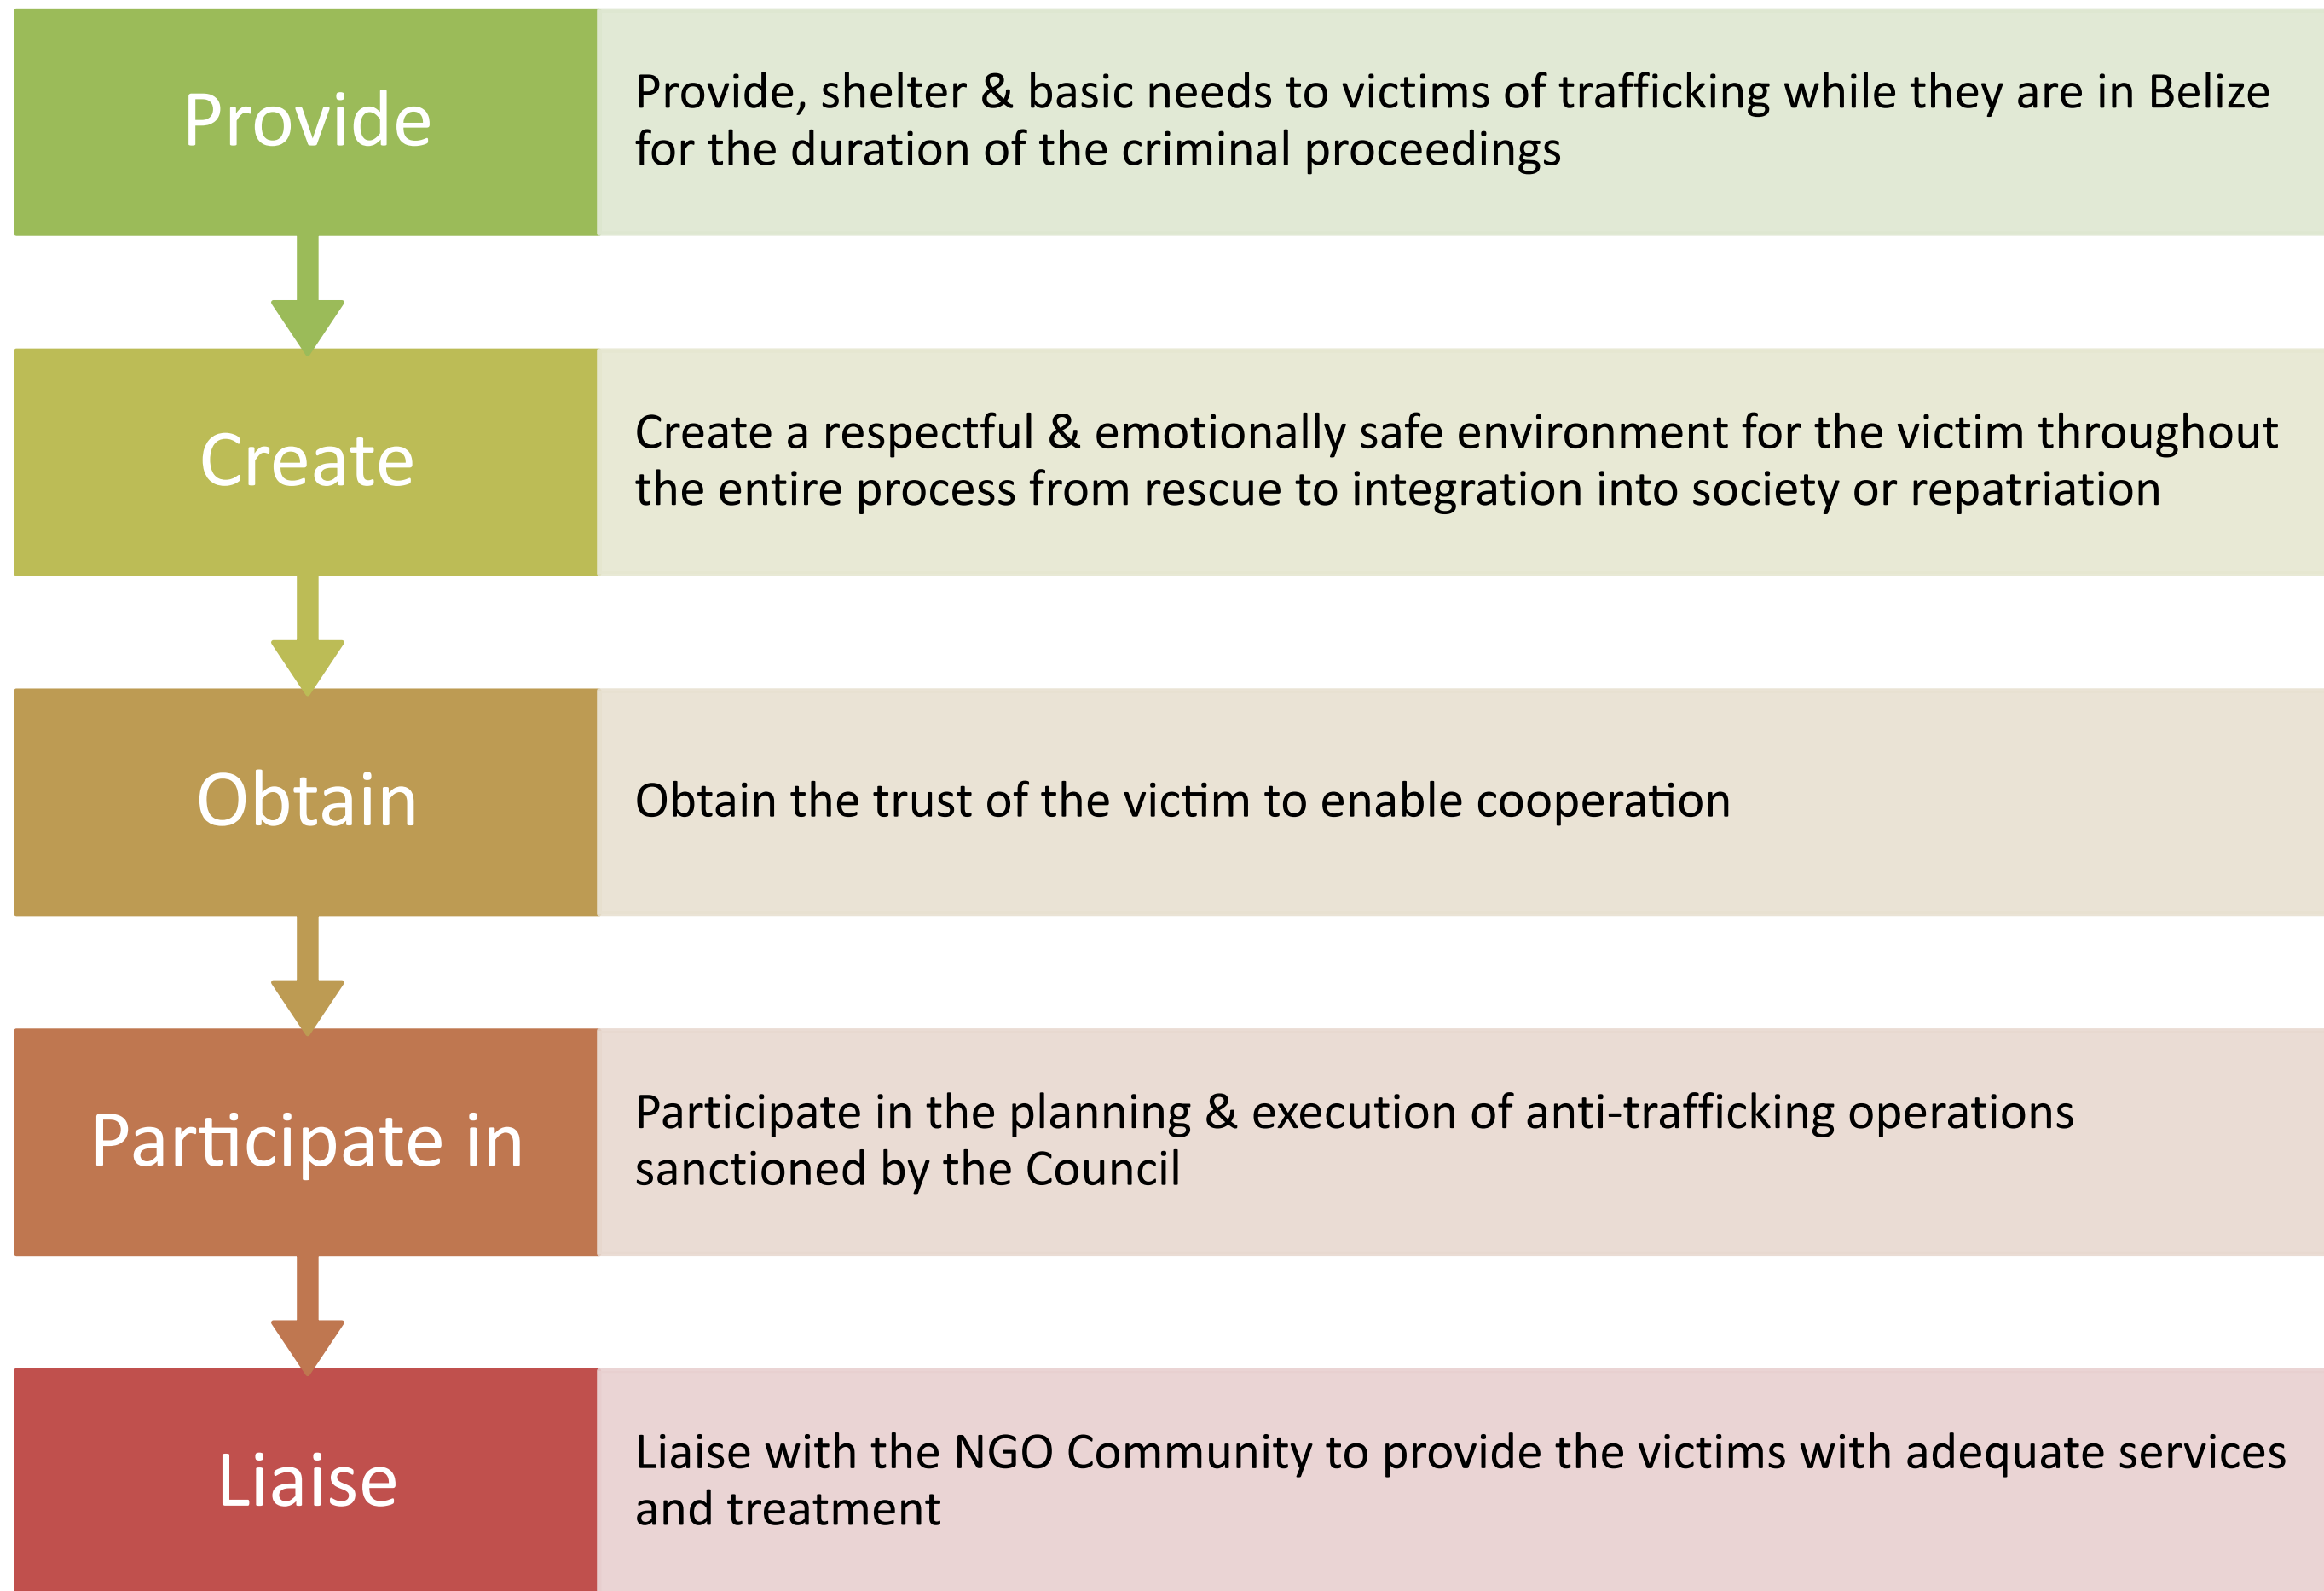 Provide
Provide, shelter & basic needs to victims of trafficking while they are in Belize
for the duration of the criminal proceedings
Create
Create a respectful & emotionally safe environment for the victim throughout
the entire process from rescue to integration into society or repatriation
Obtain
Obtain the trust of the victim to enable cooperation
Participate in
Participate in the planning & execution of anti-trafficking operations
sanctioned by the Council
Liaise
Liaise with the NGO Community to provide the victims with adequate services
and treatment